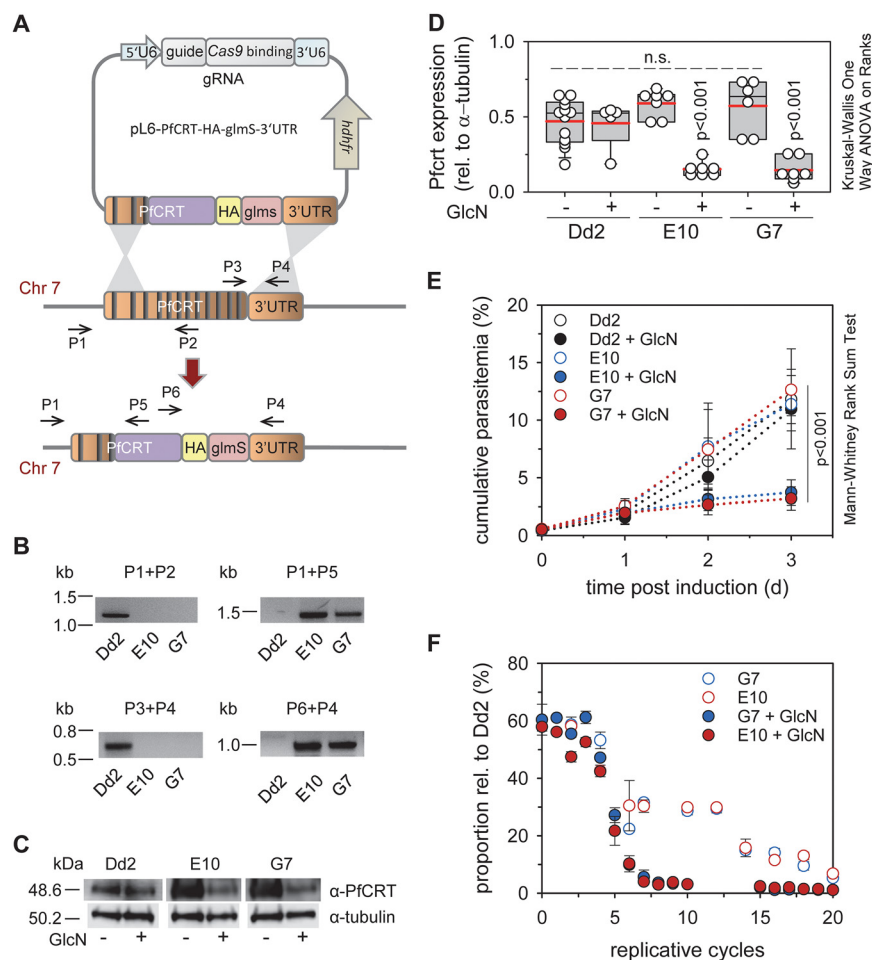 A
5'U6 guide Cas9 binding 3'U6
gRNA
pL6-PfCRT-HA-glmS-3'UTR
hdhfr
PfCRT HA glms 3'UTR
P3 P4
Chr 7
PfCRT 3'UTR
P1 P2
P6
P1 P5 P4
PfCRT HA glmS 3'UTR
Chr 7
B
kb P1+P2
1.5
1.0
Dd2 E10 G7
kb P1+P5
1.5
Dd2 E10 G7
kb P3+P4
0.8
0.5
Dd2 E10 G7
kb P6+P4
1.0
Dd2 E10 G7
C
kDa Dd2 E10 G7
48.6 α-PfCRT
50.2 α-tubulin
GlcN - + - + - +
D
Pfcrt expression
(rel. to α-tubulin)
1.0
0.5
0.0
n.s.
p<0.001
p<0.001
GlcN - + - + - +
Dd2 E10 G7
Kruskal-Wallis One
Way ANOVA on Ranks
E
cumulative parasitemia (%)
20
15
10
5
0
Dd2
Dd2 + GlcN
E10
E10 + GlcN
G7
G7 + GlcN
p<0.001
Mann-Whitney Rank Sum Test
0 1 2 3
time post induction (d)
F
proportion rel. to Dd2 (%)
80
60
40
20
0
G7
E10
G7 + GlcN
E10 + GlcN
0 5 10 15 20
replicative cycles